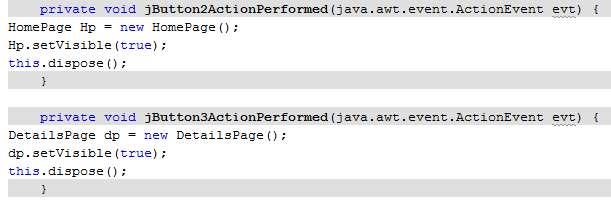 private void jButton2ActionPerformed(java.awt.event.ActionEvent evt) {
HomePage Hp = new HomePage();
Hp.setVisible(true);
this.dispose();
}
private void jButton3ActionPerformed(java.awt.event.ActionEvent evt) {
DetailsPage dp = new DetailsPage();
dp.setVisible(true);
this.dispose();
}